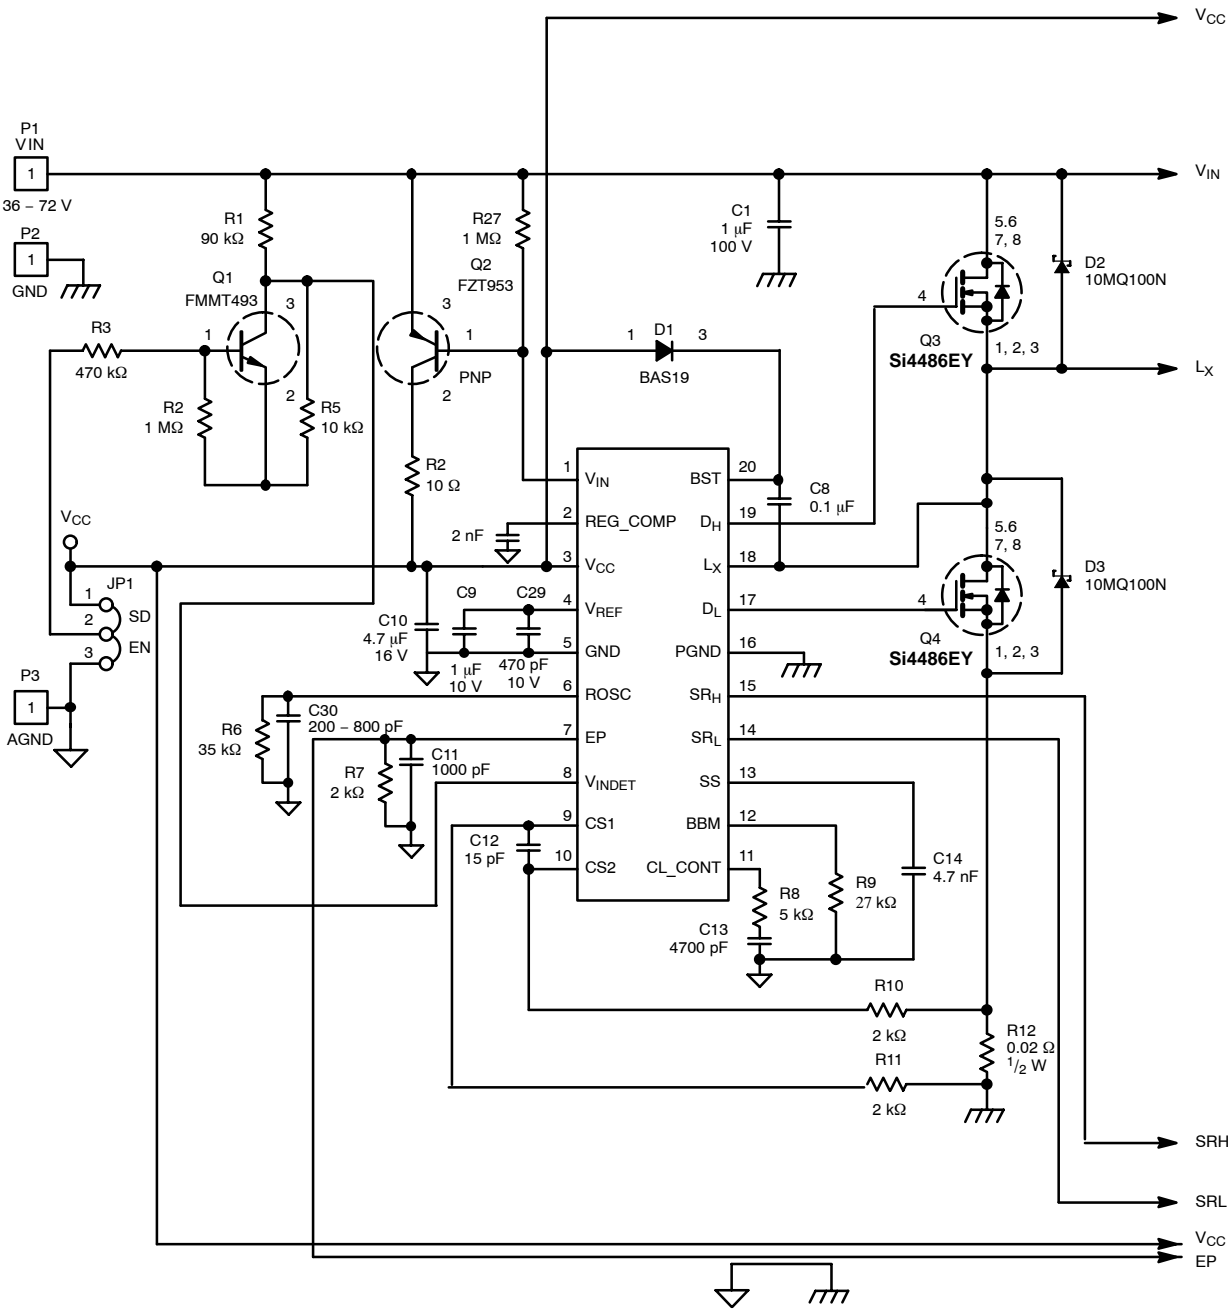 VCC
P1
VIN
1
36 – 72 V
VIN
P2
1
GND
R1
90 kΩ
R27
1 MΩ
C1
1 μF
100 V
5.6
7, 8
D2
10MQ100N
Q1
FMMT493
3
1
2
Q2
FZT953
3
1
2
PNP
4
Q3
Si4486EY
1, 2, 3
LX
R3
470 kΩ
R2
1 MΩ
R5
10 kΩ
1
D1
3
BAS19
R2
10 Ω
1
VIN
BST
20
C8
0.1 μF
2 nF
2
REG_COMP
DH
19
5.6
7, 8
VCC
3
VCC
LX
18
D3
10MQ100N
JP1
1
SD
2
EN
3
C10
4.7 μF
16 V
C9
1 μF
10 V
C29
470 pF
10 V
4
VREF
DL
17
4
Q4
Si4486EY
1, 2, 3
5
GND
PGND
16
P3
1
AGND
6
ROSC
SRH
15
R6
35 kΩ
C30
200 – 800 pF
7
EP
SRL
14
R7
2 kΩ
C11
1000 pF
8
VINDET
SS
13
9
CS1
BBM
12
C12
15 pF
10
CS2
CL_CONT
11
C14
4.7 nF
R8
5 kΩ
R9
27 kΩ
C13
4700 pF
R10
2 kΩ
R12
0.02 Ω
1/2 W
R11
2 kΩ
SRH
SRL
VCC
EP